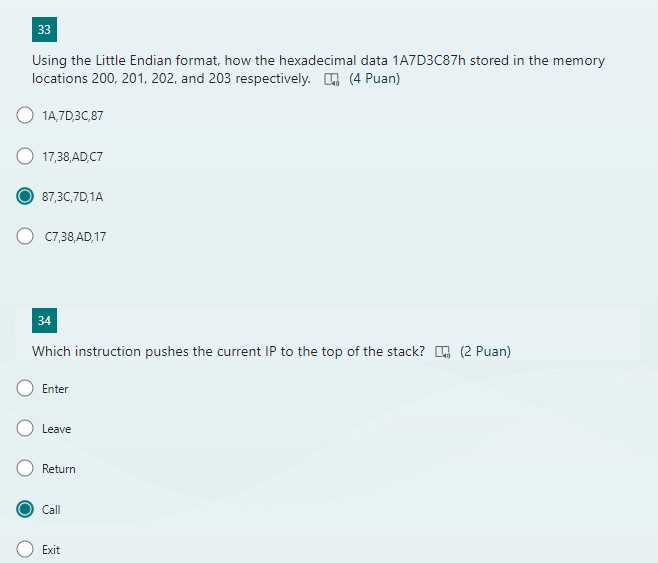 33
Using the Little Endian format, how the hexadecimal data 1A7D3C87h stored in the memory
locations 200, 201, 202, and 203 respectively. (4 Puan)
1A,7D,3C,87
17,38,AD,C7
87,3C,7D,1A
C7,38,AD,17
34
Which instruction pushes the current IP to the top of the stack? (2 Puan)
Enter
Leave
Return
Call
Exit